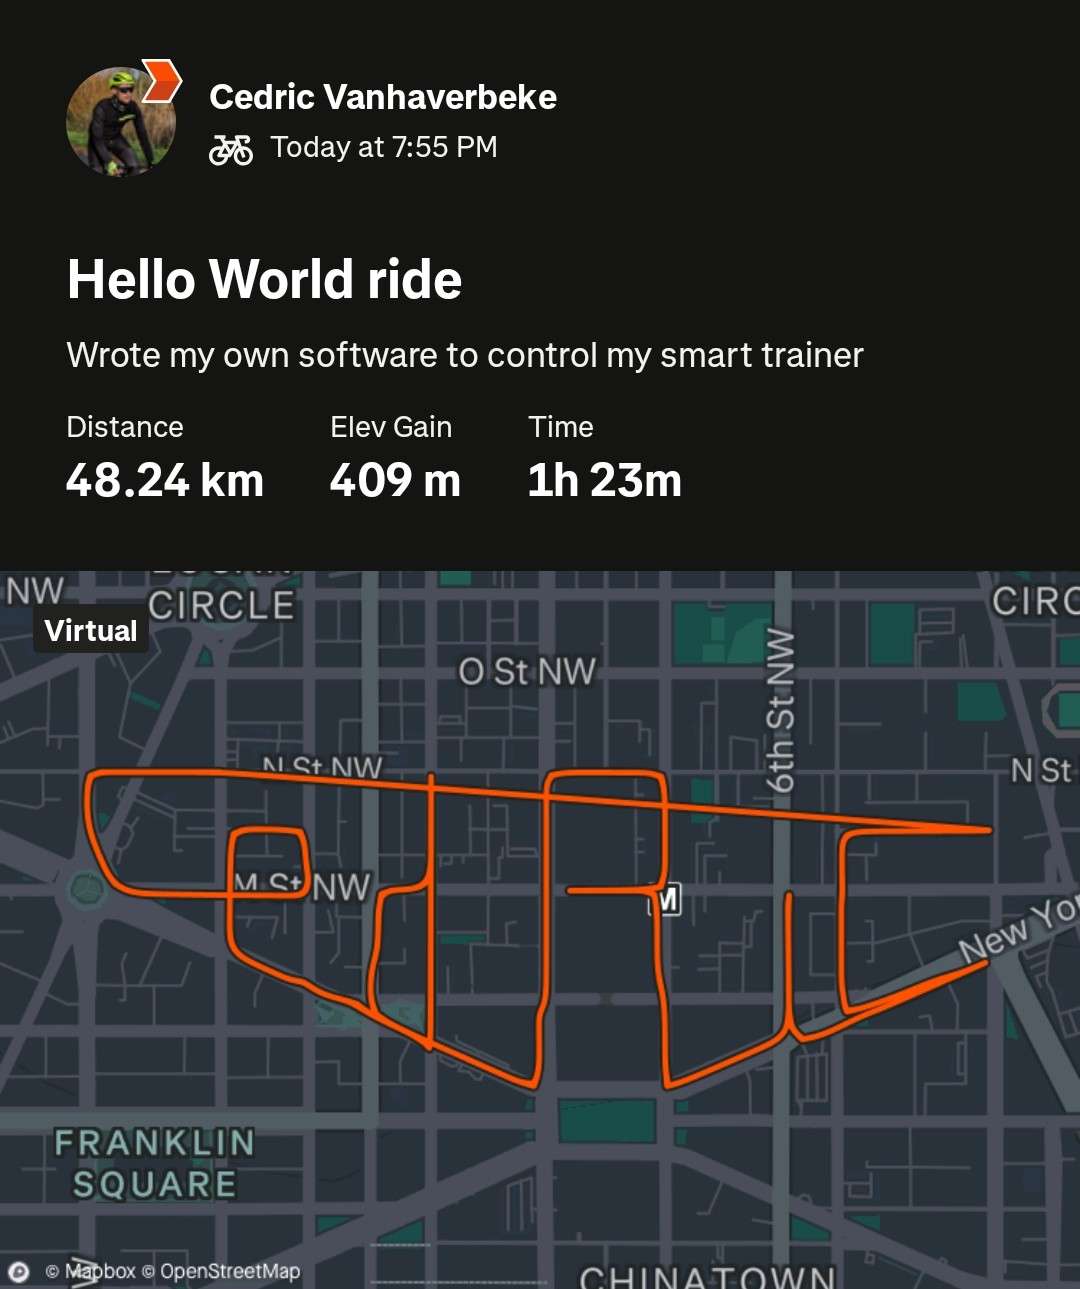 Cedric Vanhaverbeke
Today at 7:55 PM
Hello World ride
Wrote my own software to control my smart trainer
Distance Elev Gain Time
48.24 km 409 m 1h 23m
NW
CIRCLE
CIRC
Virtual
O St NW
6th St NW
N St NW
N St
M St NW
M
New Yor
FRANKLIN
SQUARE
© Mapbox © OpenStreetMap
CHINATOWN